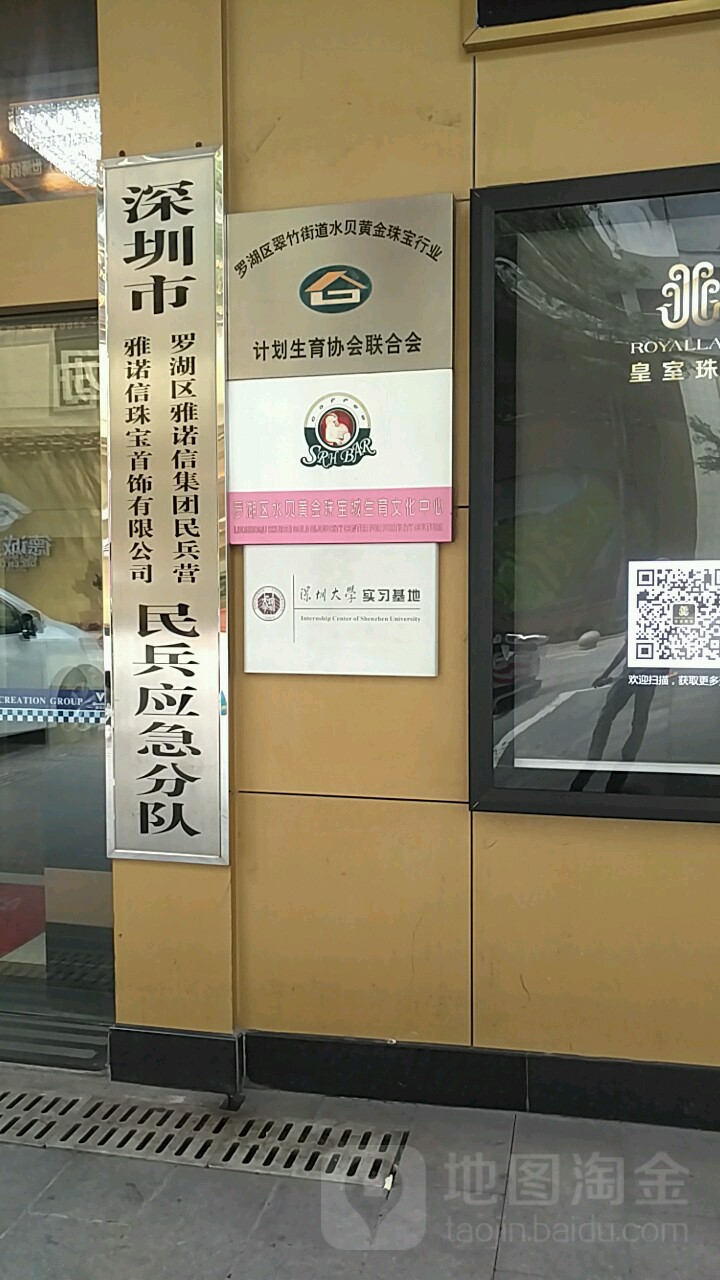 深圳市
罗湖区雅诺信集团民兵营
雅诺信珠宝首饰有限公司
民兵应急分队
罗湖区翠竹街道水贝黄金珠宝行业
计划生育协会联合会
COFFEE
SRH BAR
罗湖区水贝黄金珠宝城生育文化中心
深圳大學 实习基地
Internship Center of Shenzhen University
ROYALLA
皇室珠
欢迎扫描，获取更多
CREATION GROUP
德诚
地图淘金
taojin.baidu.com